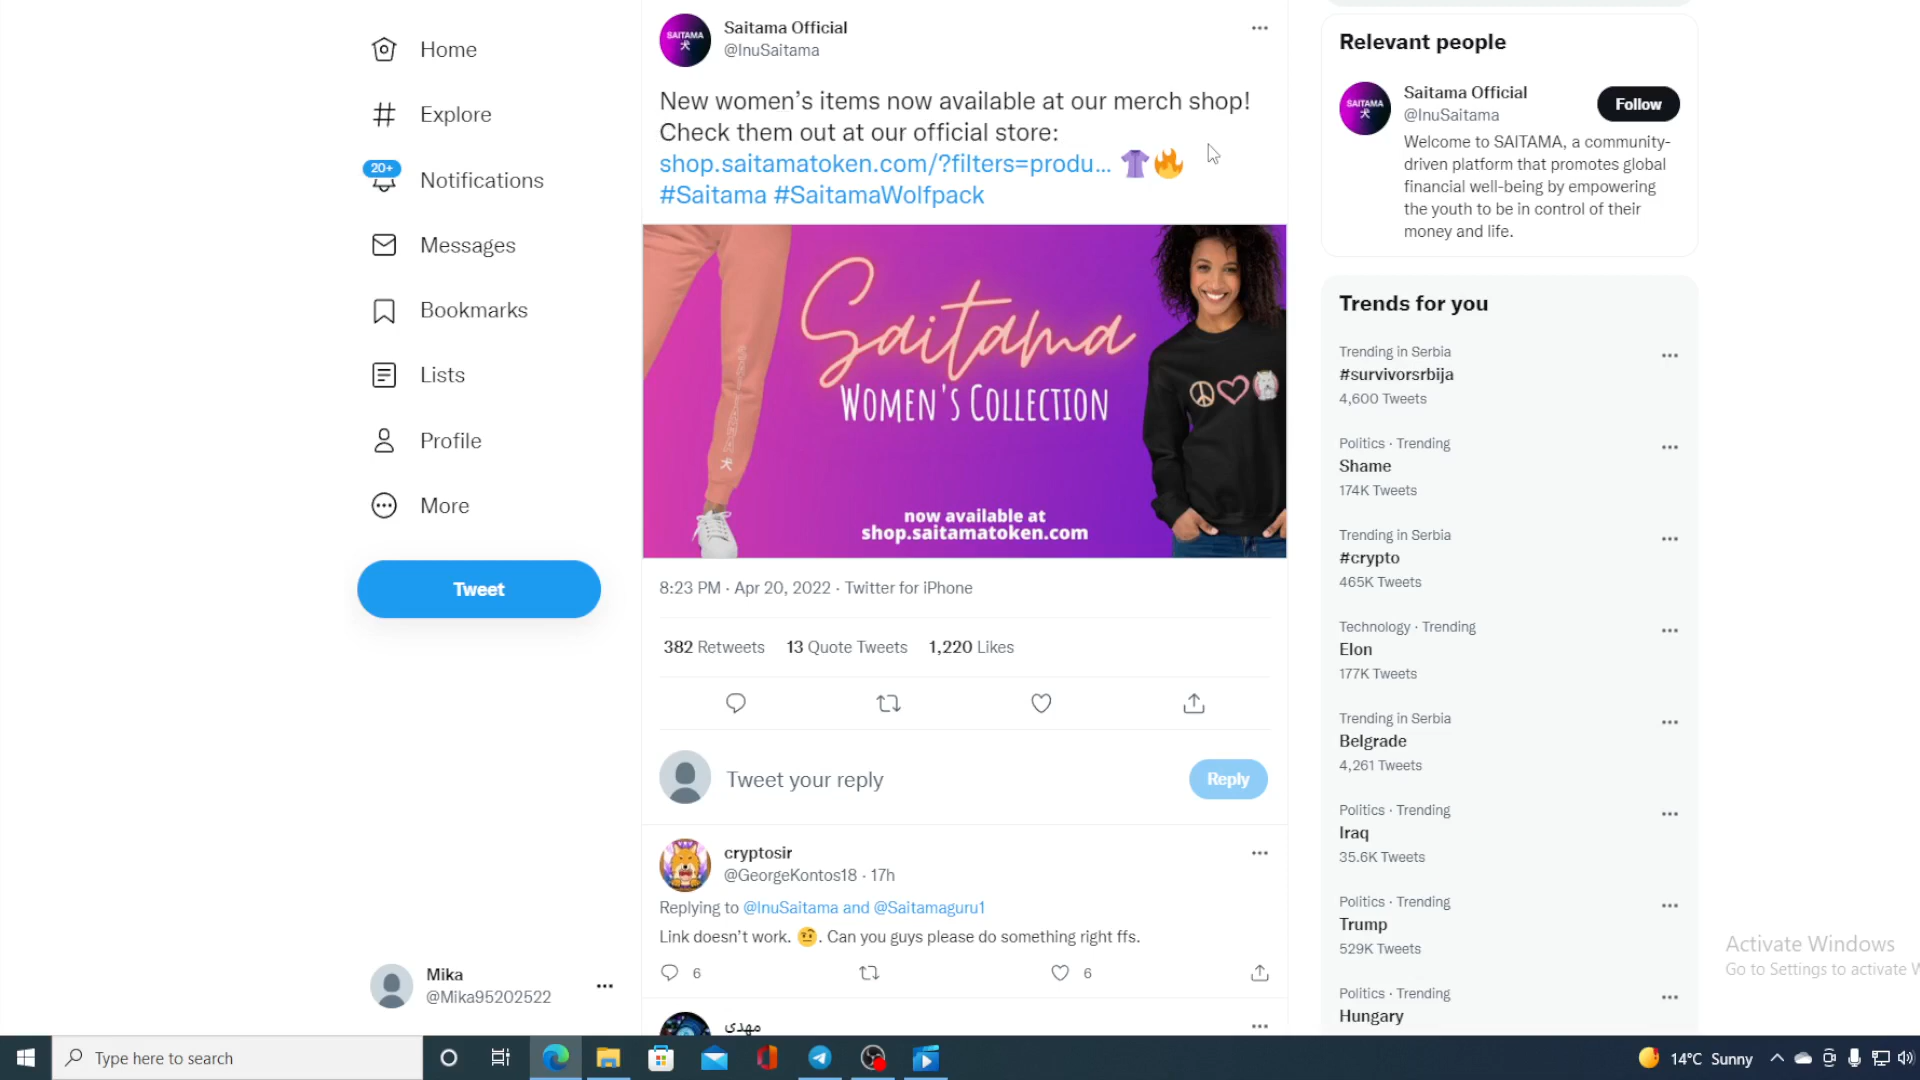 Home
Explore
20+
Notifications
Messages
Bookmarks
Lists
Profile
More
Tweet
Mika
@Mika95202522
SAITAMA
犬
Saitama Official
@InuSaitama
New women's items now available at our merch shop!
Check them out at our official store:
shop.saitamatoken.com/?filters=produ... 👚🔥
#Saitama #SaitamaWolfpack
Saitama
WOMEN'S COLLECTION
犬
now available at
shop.saitamatoken.com
8:23 PM · Apr 20, 2022 · Twitter for iPhone
382 Retweets 13 Quote Tweets 1,220 Likes
Tweet your reply
Reply
cryptosir
@GeorgeKontos18 · 17h
Replying to @InuSaitama and @Saitamaguru1
Link doesn't work. 🤨. Can you guys please do something right ffs.
6
6
مهدی
Relevant people
SAITAMA
犬
Saitama Official
@InuSaitama
Follow
Welcome to SAITAMA, a community-
driven platform that promotes global
financial well-being by empowering
the youth to be in control of their
money and life.
Trends for you
Trending in Serbia
#survivorsrbija
4,600 Tweets
Politics · Trending
Shame
174K Tweets
Trending in Serbia
#crypto
465K Tweets
Technology · Trending
Elon
177K Tweets
Trending in Serbia
Belgrade
4,261 Tweets
Politics · Trending
Iraq
35.6K Tweets
Politics · Trending
Trump
529K Tweets
Politics · Trending
Hungary
Activate Windows
Go to Settings to activate W
Type here to search
14°C Sunny